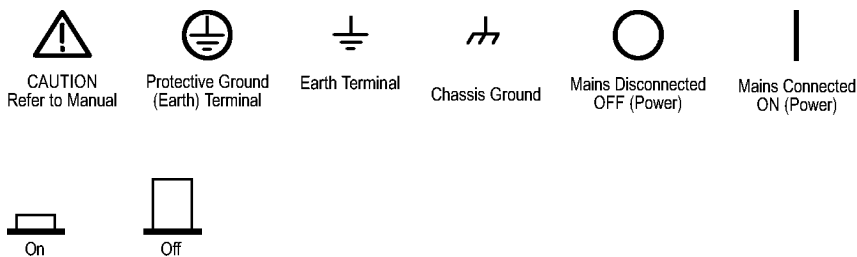 CAUTION
Refer to Manual
Protective Ground
(Earth) Terminal
Earth Terminal
Chassis Ground
Mains Disconnected
OFF (Power)
Mains Connected
ON (Power)
On
Off